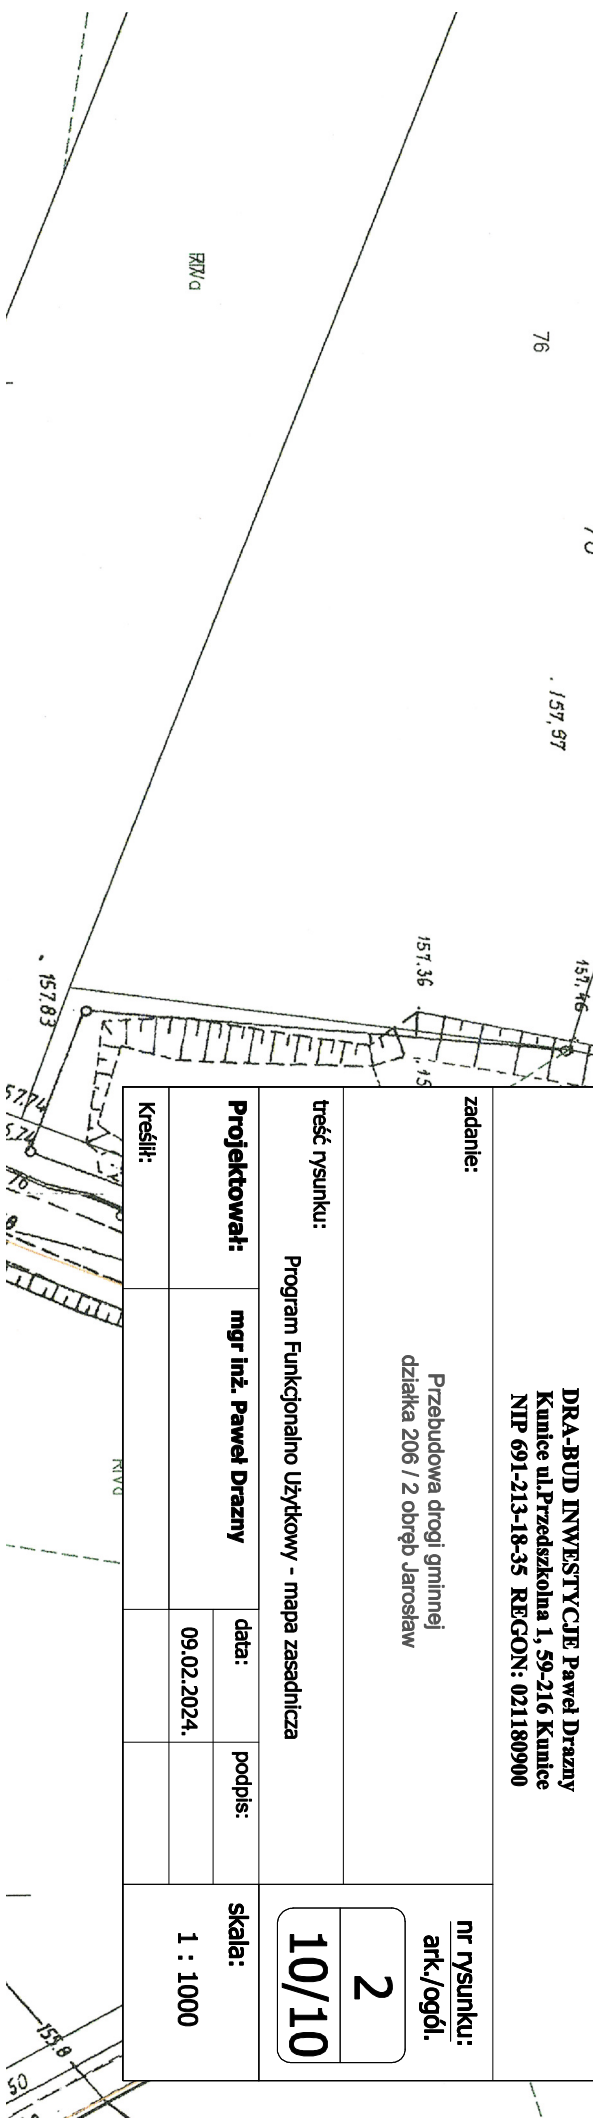 DRA-BUD INWESTYCJE Paweł Drazny
Kunice ul.Przedszkolna 1, 59-216 Kunice
NIP 691-213-18-35 REGON: 021180900
zadanie:
Przebudowa drogi gminnej
działka 206 / 2 obręb Jarosław
nr rysunku:
ark./ogól.
2
10/10
treść rysunku:
Program Funkcjonalno Użytkowy - mapa zasadnicza
Projektował:
mgr inż. Paweł Drazny
data:
podpis:
skala:
09.02.2024.
1 : 1000
Kreślił:
76
. 157,97
157.46
157.36
. 157.83
RIVa
155.8
50